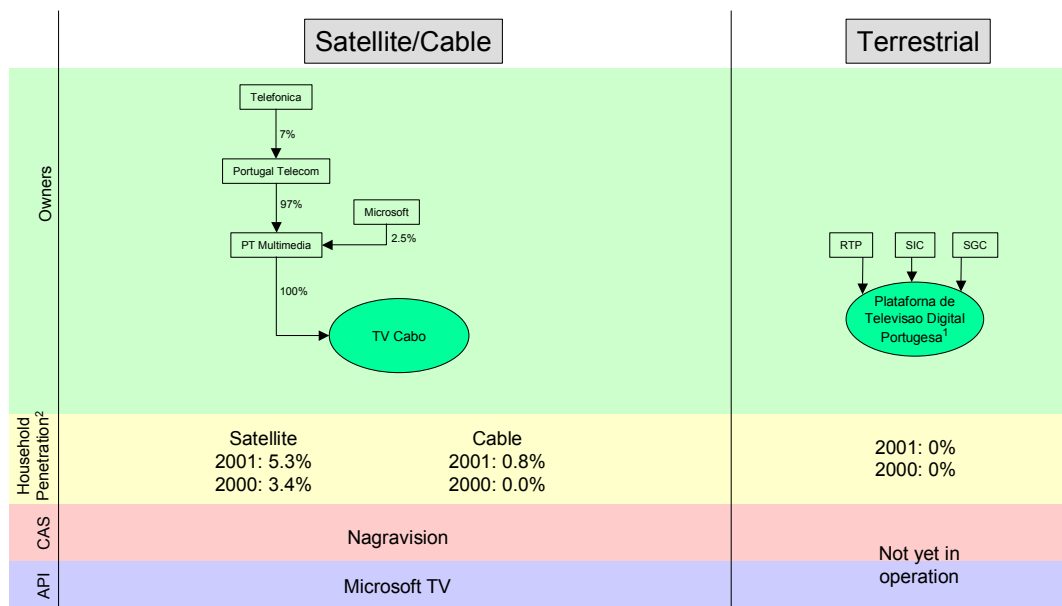 Satellite/Cable
Terrestrial
Owners
Telefonica
7%
Portugal Telecom
97%
Microsoft
2.5%
PT Multimedia
100%
TV Cabo
RTP
SIC
SGC
Plataforna de
Televisao Digital
Portugesa¹
Household
Penetration²
Satellite
2001: 5.3%
2000: 3.4%
Cable
2001: 0.8%
2000: 0.0%
2001: 0%
2000: 0%
CAS
Nagravision
Not yet in
operation
API
Microsoft TV